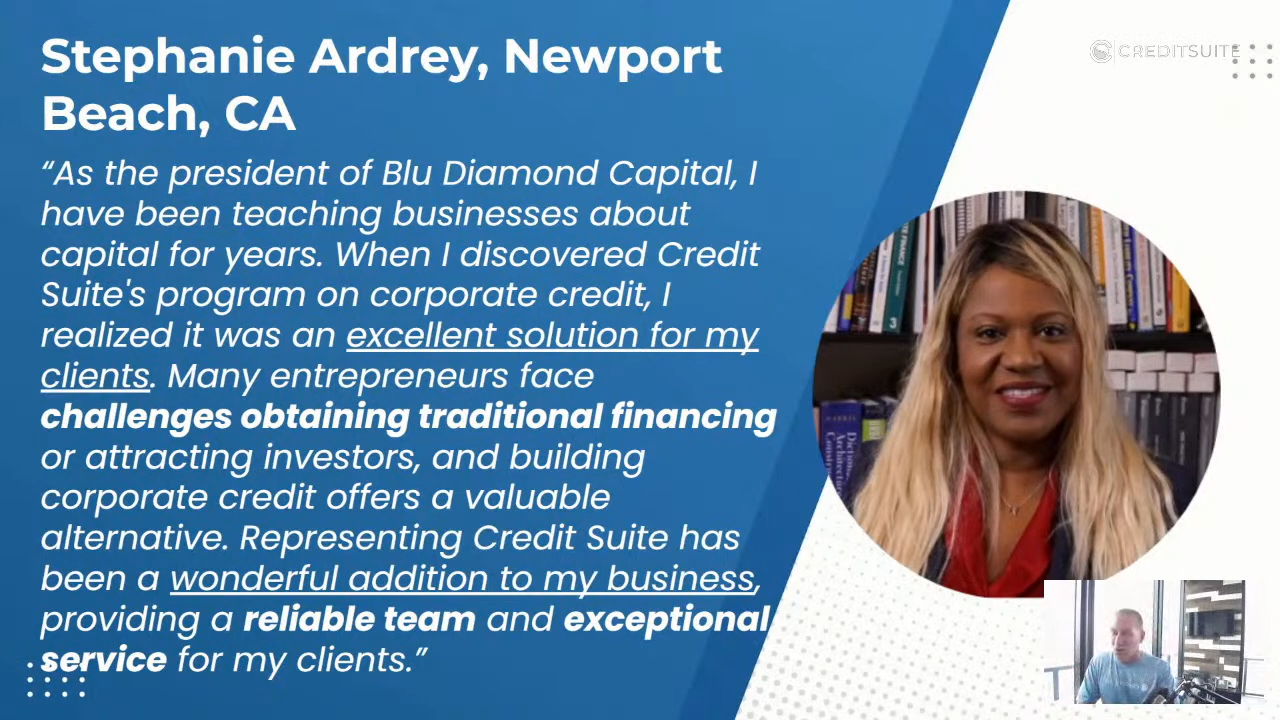 Stephanie Ardrey, Newport
Beach, CA
CREDITSUITE
“As the president of Blu Diamond Capital, I
have been teaching businesses about
capital for years. When I discovered Credit
Suite's program on corporate credit, I
realized it was an excellent solution for my
clients. Many entrepreneurs face
challenges obtaining traditional financing
or attracting investors, and building
corporate credit offers a valuable
alternative. Representing Credit Suite has
been a wonderful addition to my business,
providing a reliable team and exceptional
service for my clients.”